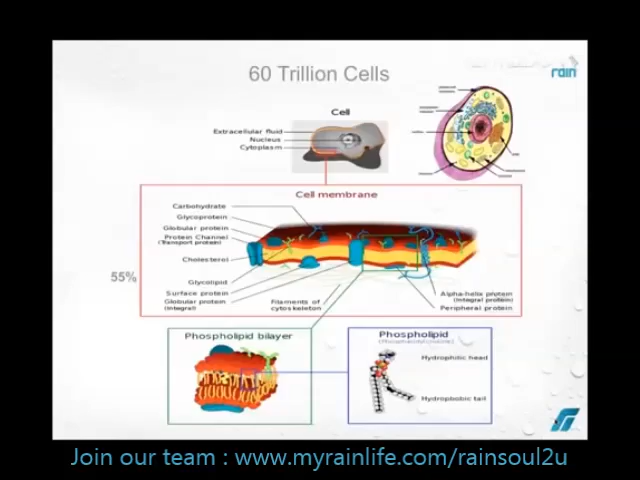 60 Trillion Cells
rain
Cell
Extracellular fluid
Nucleus
Cytoplasm
Cell membrane
Carbohydrate
Glycoprotein
Globular protein
Protein Channel
(Transport protein)
Cholesterol
55%
Glycolipid
Surface protein
Globular protein
(Integral)
Filaments of
cytoskeleton
Alpha-helix protein
(Integral protein)
Peripheral protein
Phospholipid bilayer
Phospholipid
Hydrophilic head
Hydrophobic tail
Join our team : www.myrainlife.com/rainsoul2u